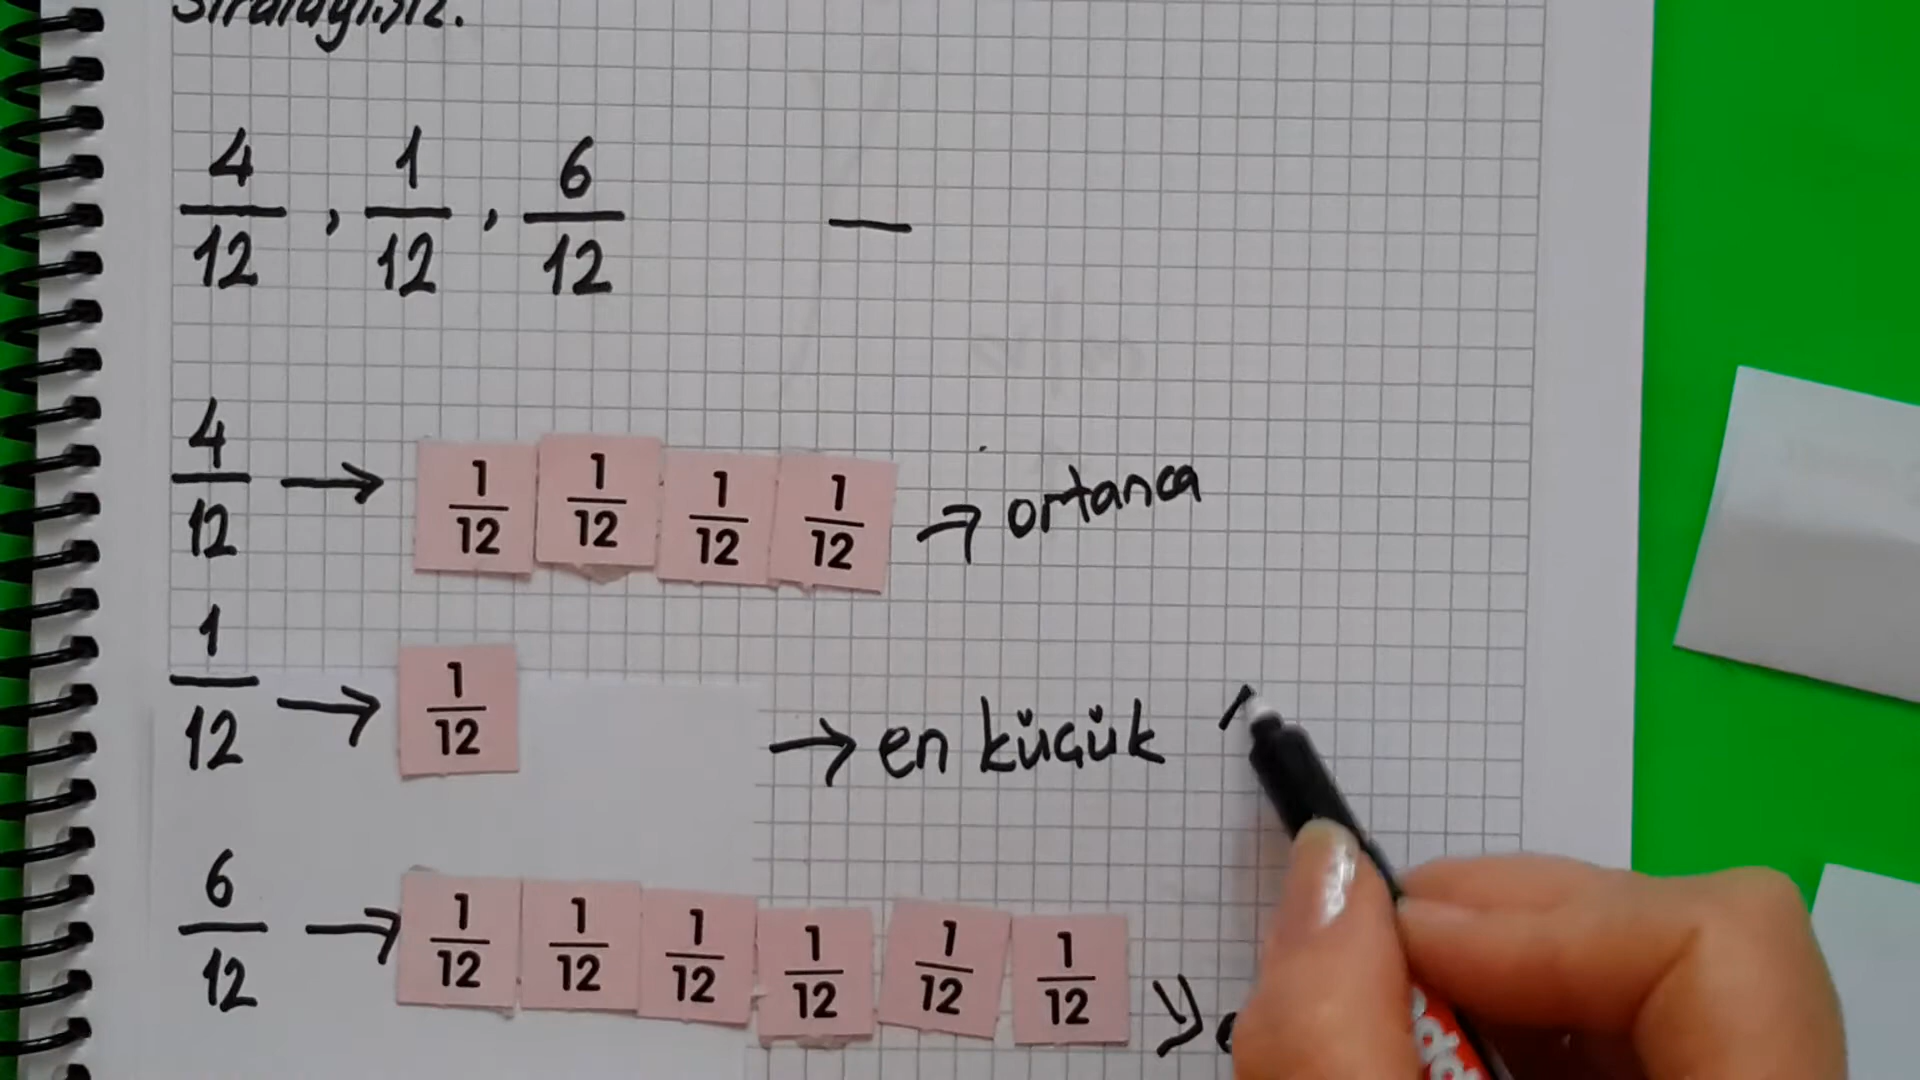 Sıralayınız.
4/12 , 1/12 , 6/12 —
4/12 → 1/12 1/12 1/12 1/12 → ortanca
1/12 → 1/12 → en küçük
6/12 → 1/12 1/12 1/12 1/12 1/12 1/12 →